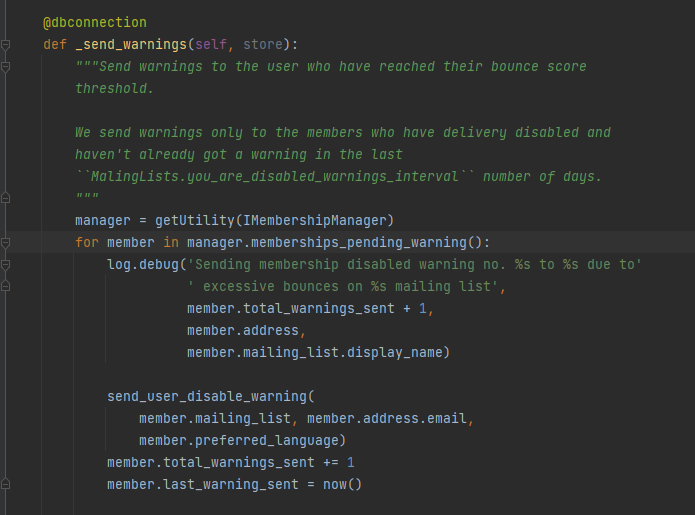 @dbconnection
def _send_warnings(self, store):
"""Send warnings to the user who have reached their bounce score
threshold.
We send warnings only to the members who have delivery disabled and
haven't already got a warning in the last
``MalingLists.you_are_disabled_warnings_interval`` number of days.
"""
manager = getUtility(IMembershipManager)
for member in manager.memberships_pending_warning():
log.debug('Sending membership disabled warning no. %s to %s due to'
' excessive bounces on %s mailing list',
member.total_warnings_sent + 1,
member.address,
member.mailing_list.display_name)
send_user_disable_warning(
member.mailing_list, member.address.email,
member.preferred_language)
member.total_warnings_sent += 1
member.last_warning_sent = now()